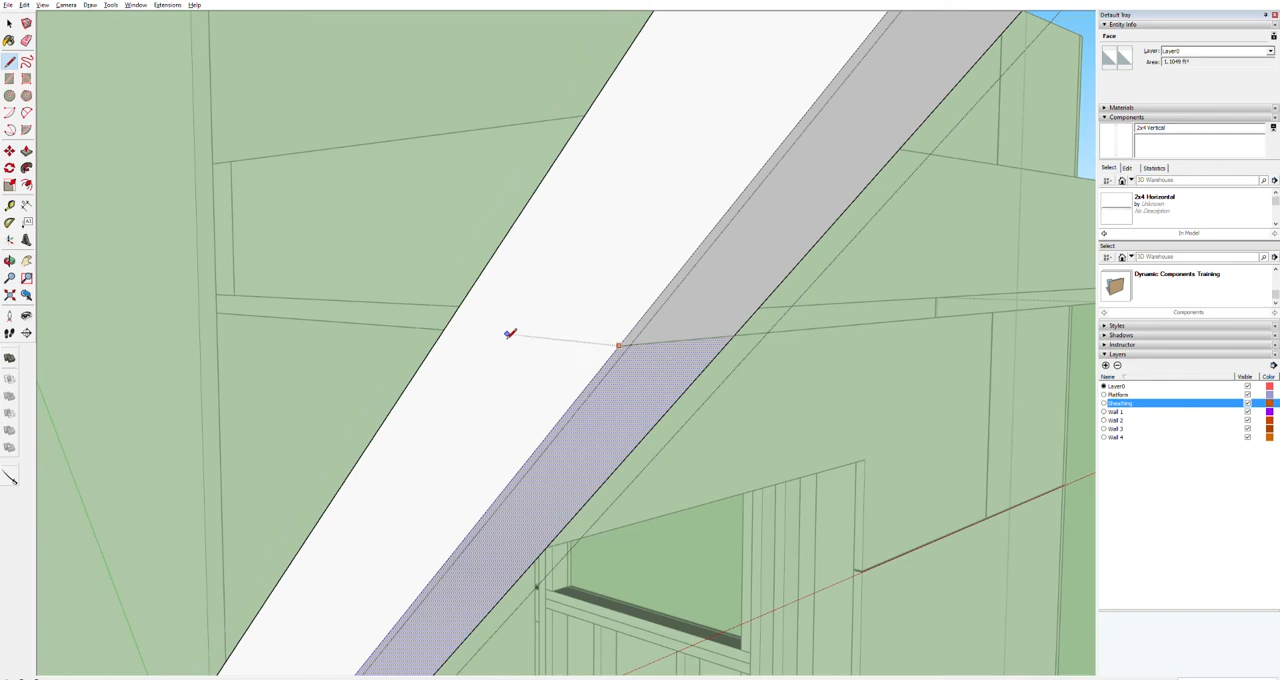 File Edit View Camera Draw Tools Window Extensions Help
Default Tray
Entity Info
Face
Layer: Layer0
Area: 1.1049 ft²
Materials
Components
2x4 Vertical
Select Edit Statistics
3D Warehouse
2x4 Horizontal
by Unknown
No Description
In Model
Select
3D Warehouse
Dynamic Components Training
Components
Styles
Shadows
Instructor
Layers
Name Visible Color
Layer0
Platform
Sheathing
Wall 1
Wall 2
Wall 3
Wall 4